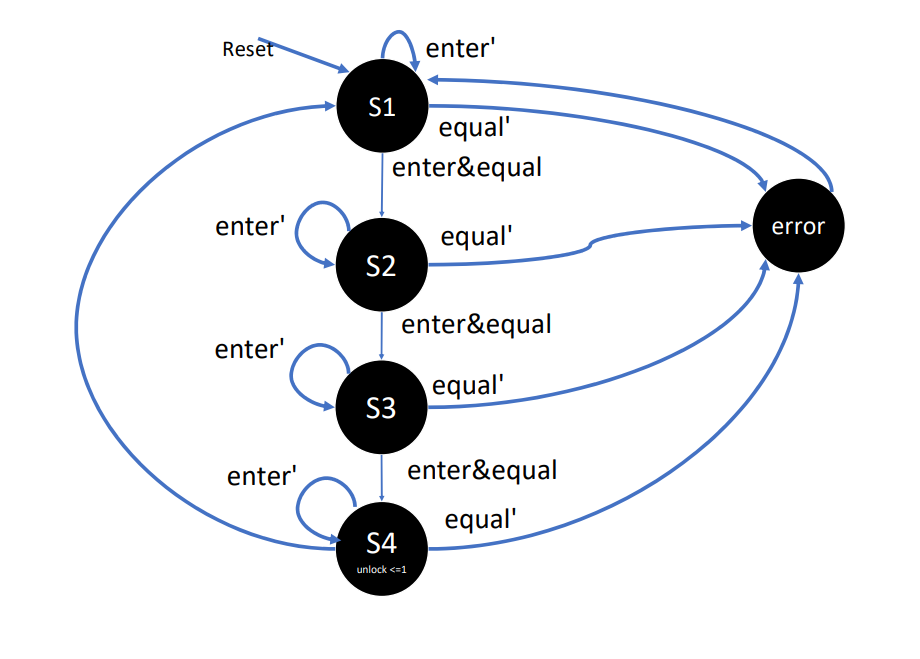 Reset
enter'
S1
equal'
enter&equal
error
enter'
equal'
S2
enter&equal
enter'
equal'
S3
enter&equal
enter'
equal'
S4
unlock <=1